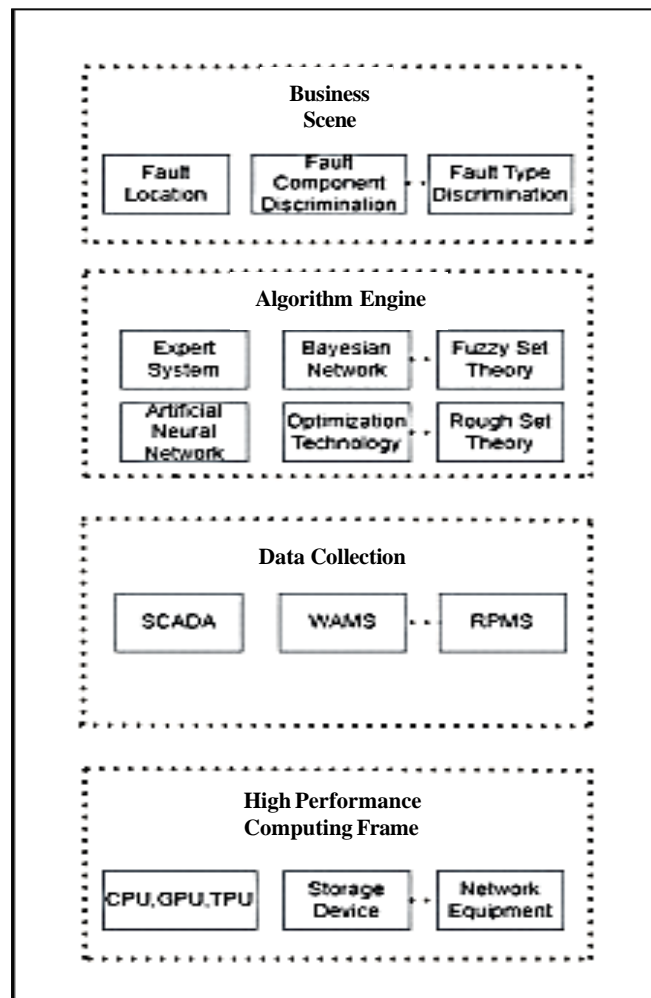 Business
Scene
Fault
Location
Fault
Component
Discrimination
Fault Type
Discrimination
Algorithm Engine
Expert
System
Bayesian
Network
Fuzzy Set
Theory
Artificial
Neural
Network
Optimization
Technology
Rough Set
Theory
Data Collection
SCADA
WAMS
RPMS
High Performance
Computing Frame
CPU,GPU,TPU
Storage
Device
Network
Equipment